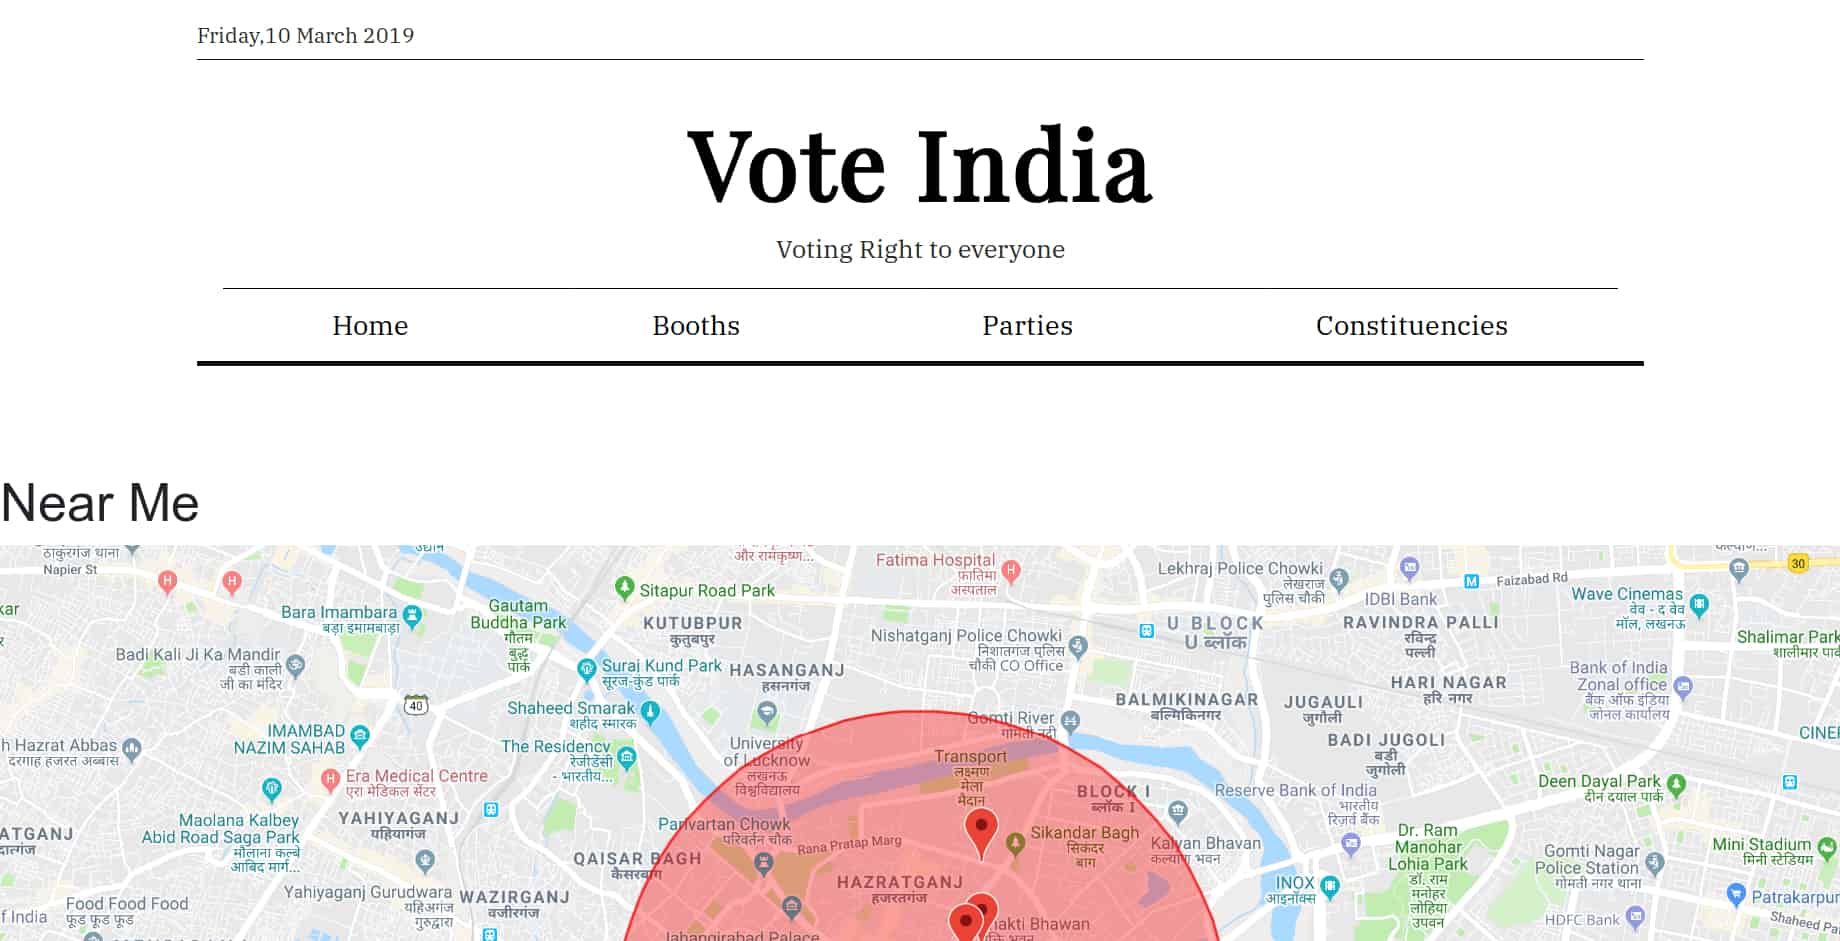 Friday,10 March 2019
Vote India
Voting Right to everyone
Home
Booths
Parties
Constituencies
Near Me
ठाकुरगंज थाना
Napier St
उद्यान
और रामकृष्ण...
Fatima Hospital
फ़ातिमा
अस्पताल
Lekhraj Police Chowki
लेखराज
पुलिस चौकी
IDBI Bank
Faizabad Rd
30
Wave Cinemas
वेव - द वेव
मॉल, लखनऊ
Sitapur Road Park
Bara Imambara
बड़ा इमामबाड़ा
Gautam
Buddha Park
गौतम
बुद्ध
पार्क
KUTUBPUR
कुतुबपुर
Nishatganj Police Chowki
निशातगंज पुलिस
चौकी CO Office
U BLOCK
U ब्लॉक
RAVINDRA PALLI
रविन्द्र
पल्ली
Shalimar Park
शालीमार
Badi Kali Ji Ka Mandir
बड़ी काली
जी का मंदिर
Suraj Kund Park
सूरज-कुंड पार्क
HASANGANJ
हसनगंज
Bank of India
Zonal office
बैंक ऑफ इंडिया
जोनल कार्यालय
HARI NAGAR
हरि नगर
40
BALMIKINAGAR
बल्मिकिनगर
JUGAULI
जुगौली
Shaheed Smarak
शहीद स्मारक
Gomti River
गोमती नदी
IMAMBAD
NAZIM SAHAB
h Hazrat Abbas
दरगाह हजरत अब्बास
The Residency
रेजीडेंसी
- भारतीय...
University
of Lucknow
लखनऊ
विश्वविद्यालय
Transport
लक्ष्मण
मेला
मैदान
BADI JUGOLI
बडी
जुगोली
Era Medical Centre
एरा मेडिकल सेंटर
BLOCK I
ब्लॉक I
Reserve Bank of India
भारतीय
रिज़र्व बैंक
Deen Dayal Park
दीन दयाल पार्क
YAHIYAGANJ
यहियागंज
Maolana Kalbey
Abid Road Saga Park
मौलाना कल्बे
आबिद मार्ग...
Parivartan Chowk
परिवर्तन चौक
Rana Pratap Marg
Sikandar Bagh
सिकंदर
बाग
Kalyan Bhavan
कल्याण भवन
Dr. Ram
Manohar
Lohia Park
डॉ. राम
मनोहर
लोहिया
उपवन
Mini Stadium
मिनी स्टेडियम
QAISAR BAGH
कैसरबाग
Gomti Nagar
Police Station
गोमती नगर थाना
HAZRATGANJ
हजरतगंज
INOX
आइनॉक्स
Yahiyaganj Gurudwara
यहिअगंज
गुरुद्वारा
WAZIRGANJ
वजीरगंज
Food Food Food
फूड फूड फूड
f India
Patrakarpur
HDFC Bank
Shaheed
hakti Bhawan
Jahangirabad Palace